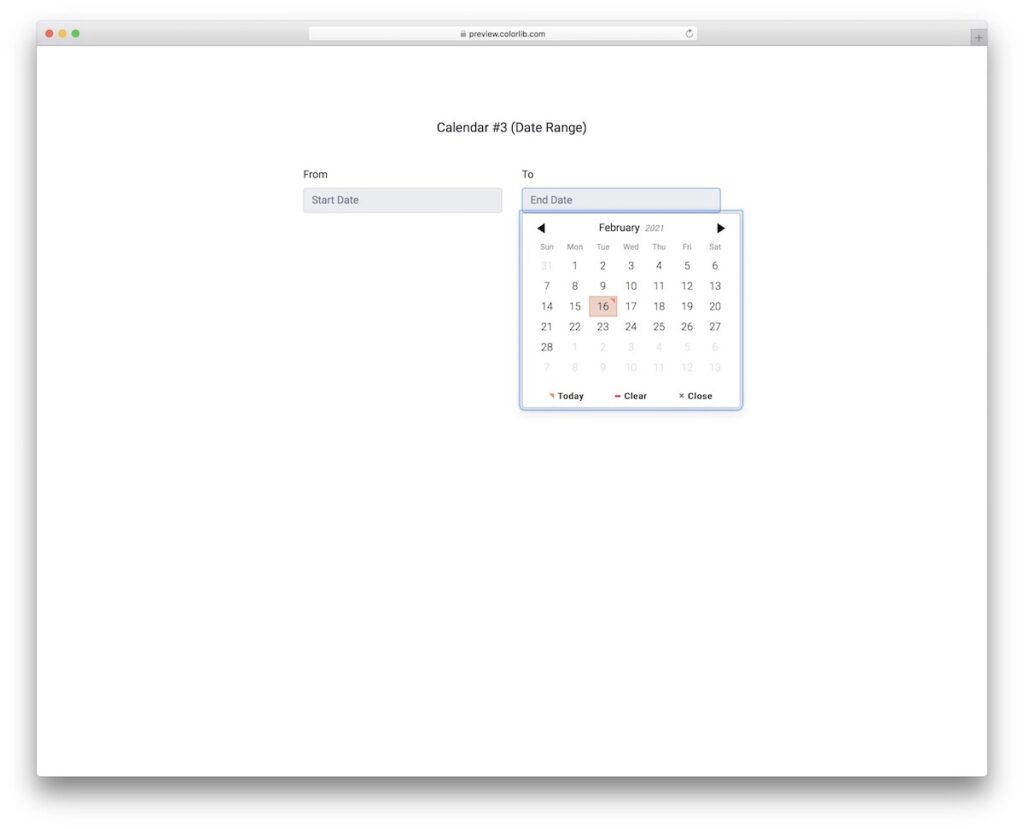 preview.colorlib.com
Calendar #3 (Date Range)
From To
Start Date End Date
February 2021
Sun Mon Tue Wed Thu Fri Sat
31 1 2 3 4 5 6
7 8 9 10 11 12 13
14 15 16 17 18 19 20
21 22 23 24 25 26 27
28 1 2 3 4 5 6
7 8 9 10 11 12 13
Today Clear × Close